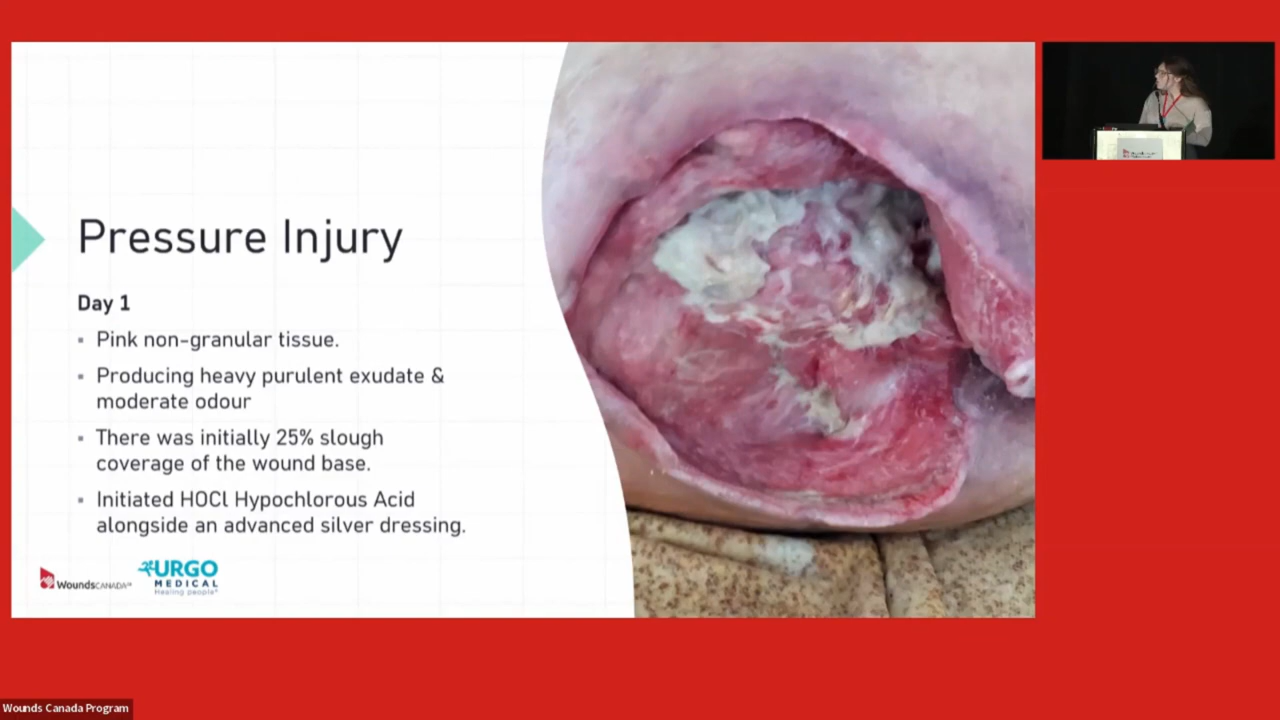 Pressure Injury
Day 1
▪ Pink non-granular tissue.
▪ Producing heavy purulent exudate &
moderate odour
▪ There was initially 25% slough
coverage of the wound base.
▪ Initiated HOCl Hypochlorous Acid
alongside an advanced silver dressing.
WoundsCANADA
URGO
MEDICAL
Healing people®
Wounds Canada Program